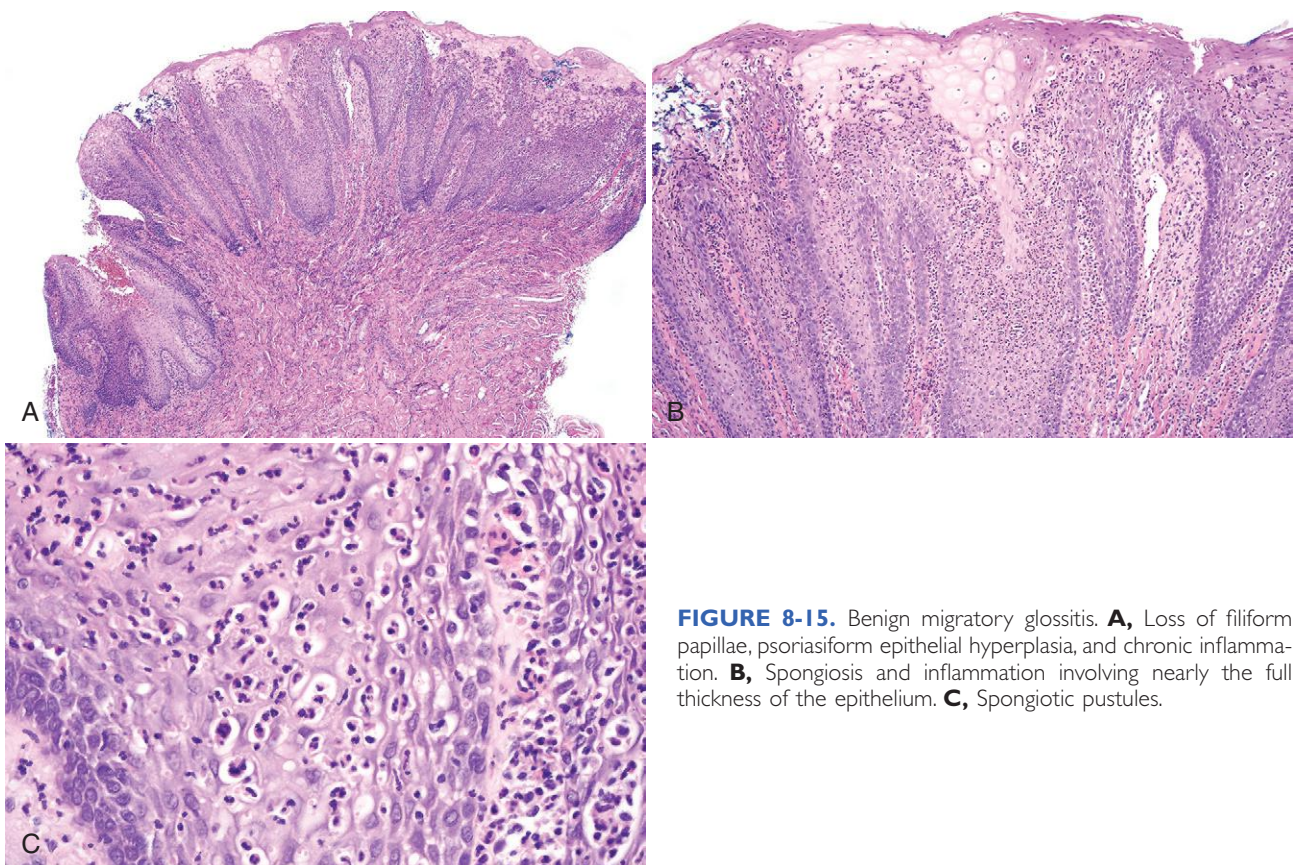 A
B
C
FIGURE 8-15. Benign migratory glossitis. A, Loss of filiform
papillae, psoriasiform epithelial hyperplasia, and chronic inflamma-
tion. B, Spongiosis and inflammation involving nearly the full
thickness of the epithelium. C, Spongiotic pustules.